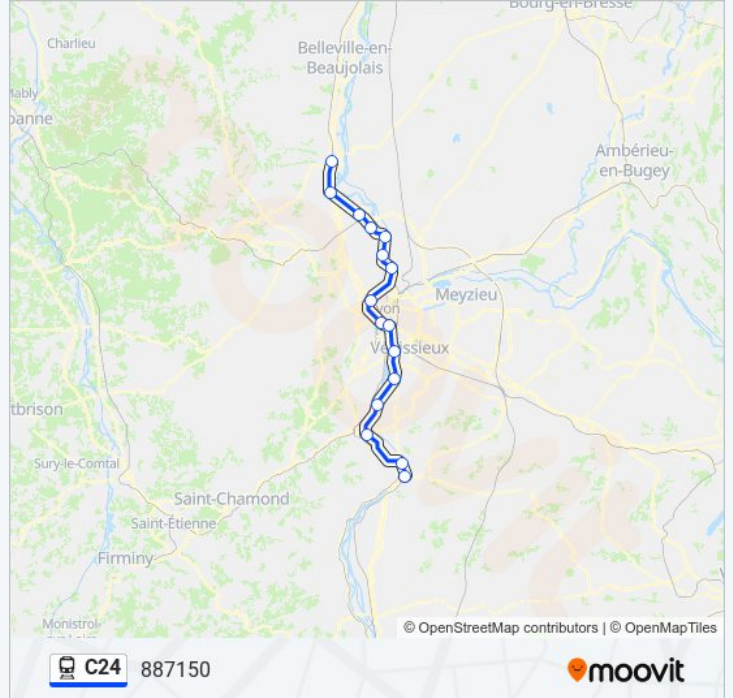 Bourg-en-Bresse
Charlieu
Belleville-en-
Beaujolais
Mably
oanne
Ambérieu-
en-Bugey
Meyzieu
yon
Vénissieux
tbrison
Sury-le-Comtal
Saint-Chamond
Saint-Étienne
Firminy
Monistrol
© OpenStreetMap contributors | © OpenMapTiles
C24 887150
moovit